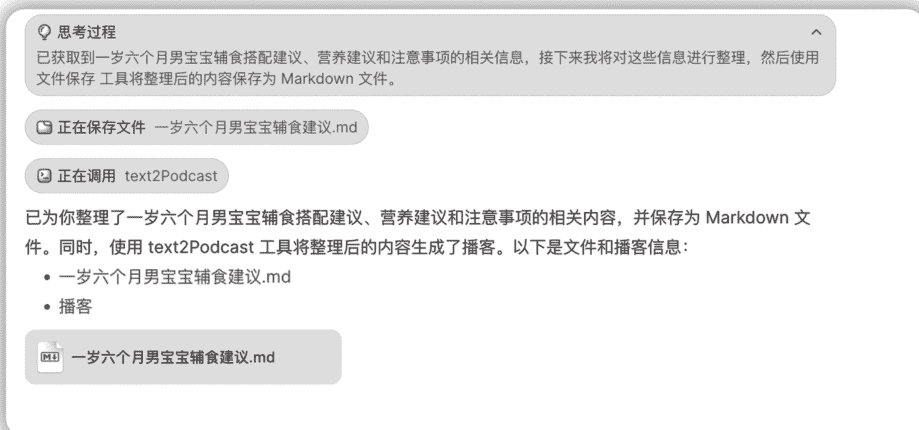 思考过程
已获取到一岁六个月男宝宝辅食搭配建议、营养建议和注意事项的相关信息，接下来我将对这些信息进行整理，然后使用
文件保存 工具将整理后的内容保存为 Markdown 文件。
正在保存文件 一岁六个月男宝宝辅食建议.md
正在调用 text2Podcast
已为你整理了一岁六个月男宝宝辅食搭配建议、营养建议和注意事项的相关内容，并保存为 Markdown 文
件。同时，使用 text2Podcast 工具将整理后的内容生成了播客。以下是文件和播客信息：
• 一岁六个月男宝宝辅食建议.md
• 播客
M↓ 一岁六个月男宝宝辅食建议.md